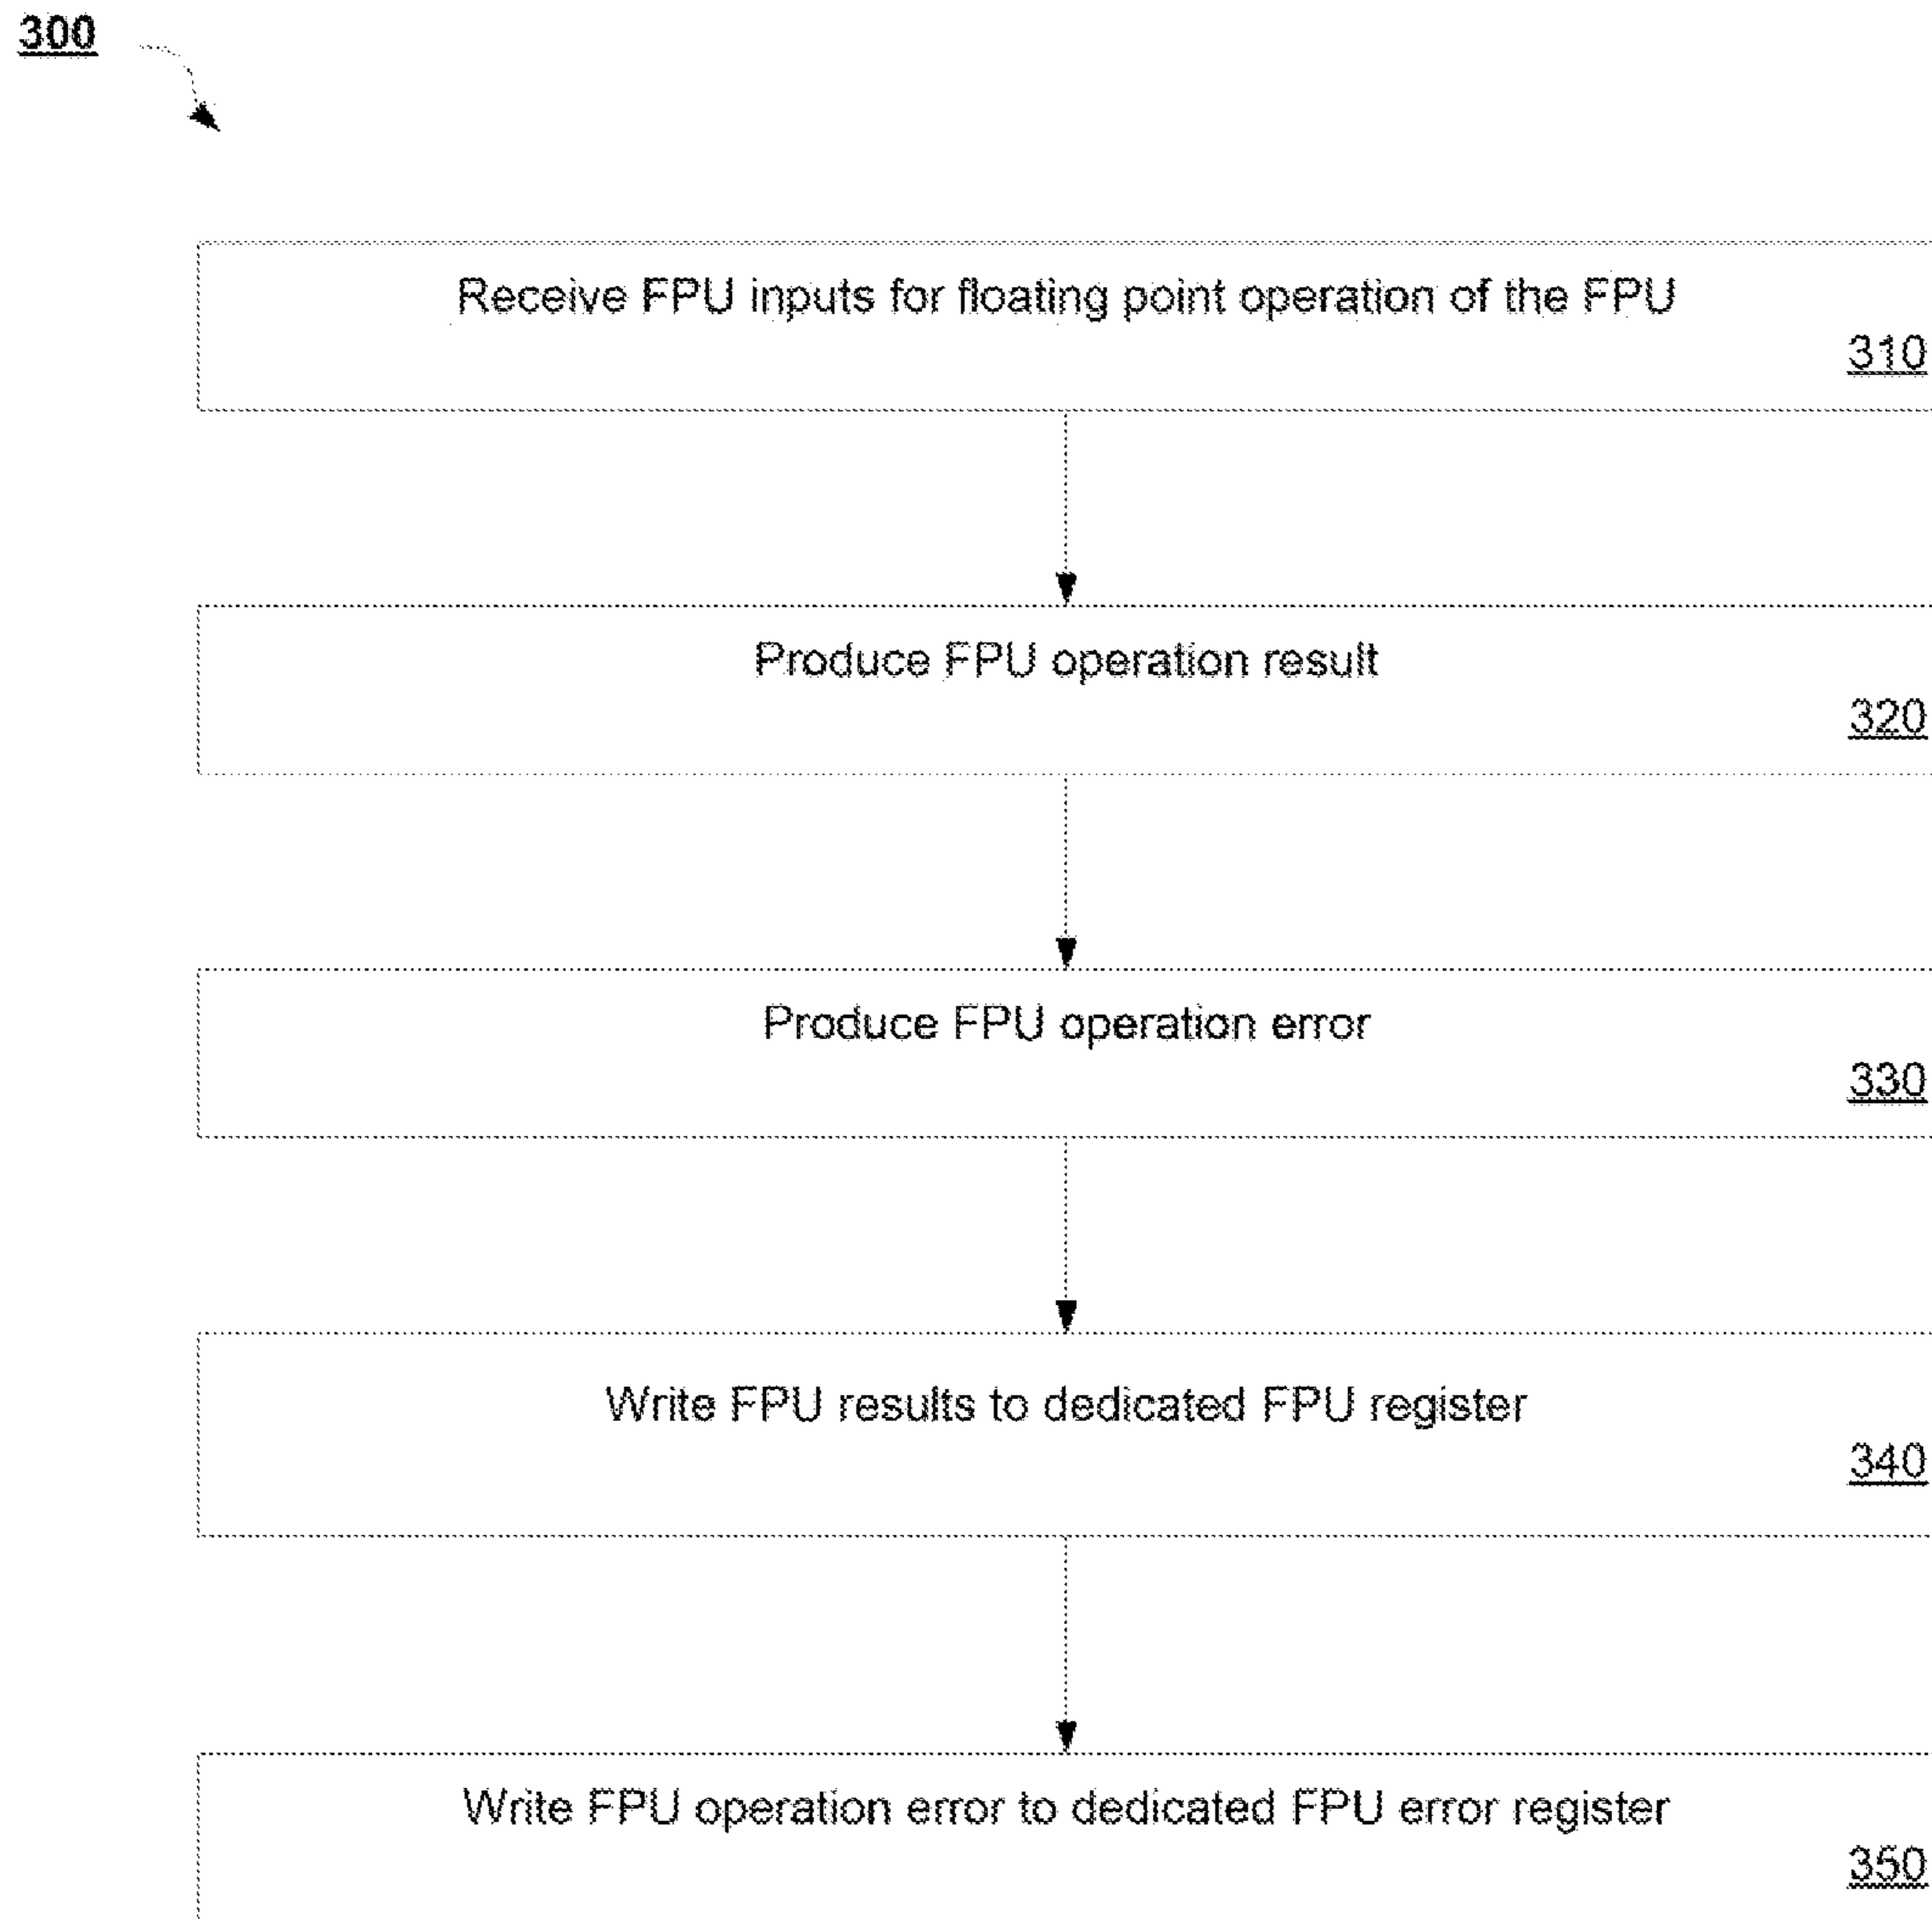 300
Receive FPU inputs for floating point operation of the FPU
310
Produce FPU operation result
320
Produce FPU operation error
330
Write FPU results to dedicated FPU register
340
Write FPU operation error to dedicated FPU error register
350